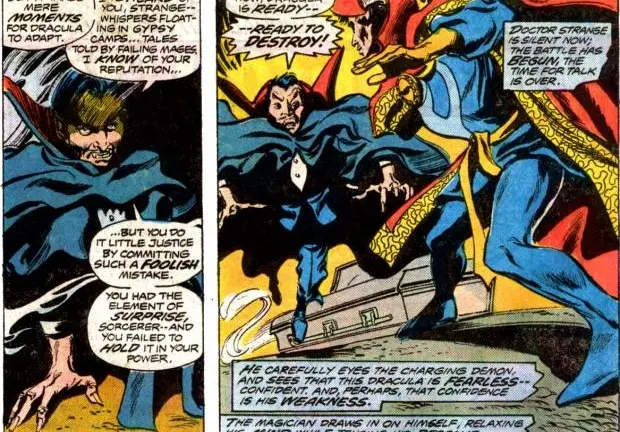 MERE
MOMENTS
FOR DRACULA
TO ADAPT.
YOU, STRANGE--
WHISPERS FLOAT-
ING IN GYPSY
CAMPS... TALES
TOLD BY FAILING MAGES.
I KNOW OF YOUR
REPUTATION...
...BUT YOU DO
IT LITTLE JUSTICE
BY COMMITTING
SUCH A FOOLISH
MISTAKE.
YOU HAD THE
ELEMENT OF
SURPRISE,
SORCERER--AND
YOU FAILED TO
HOLD IT IN YOUR
POWER.
IS READY--
--READY TO
DESTROY!
DOCTOR STRANGE
IS SILENT NOW;
THE BATTLE HAS
BEGUN, THE
TIME FOR TALK
IS OVER.
HE CAREFULLY EYES THE CHARGING DEMON,
AND SEES THAT THIS DRACULA IS FEARLESS--
CONFIDENT. AND, PERHAPS, THAT CONFIDENCE
IS HIS WEAKNESS.
THE MAGICIAN DRAWS IN ON HIMSELF, RELAXING